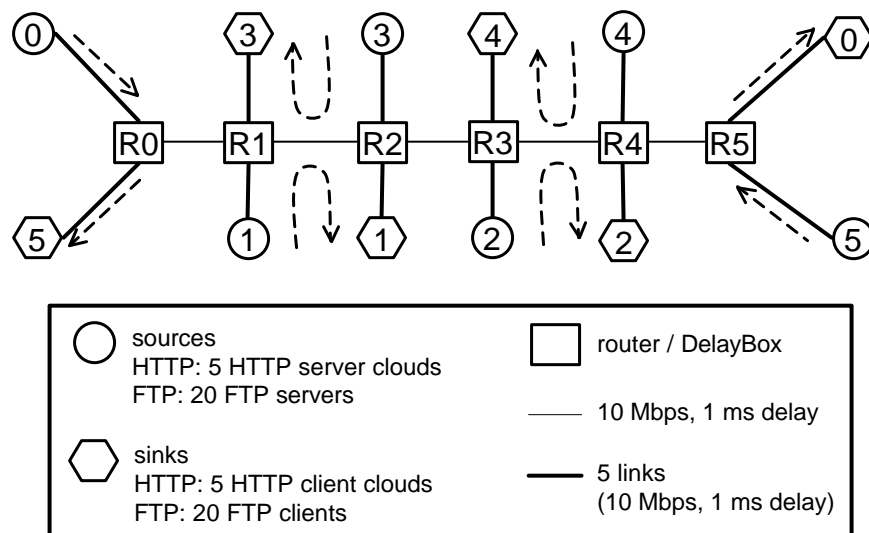 0 3 3 4 4 0
R0 R1 R2 R3 R4 R5
5 1 1 2 2 5
sources
HTTP: 5 HTTP server clouds
FTP: 20 FTP servers
router / DelayBox
10 Mbps, 1 ms delay
sinks
HTTP: 5 HTTP client clouds
FTP: 20 FTP clients
5 links
(10 Mbps, 1 ms delay)